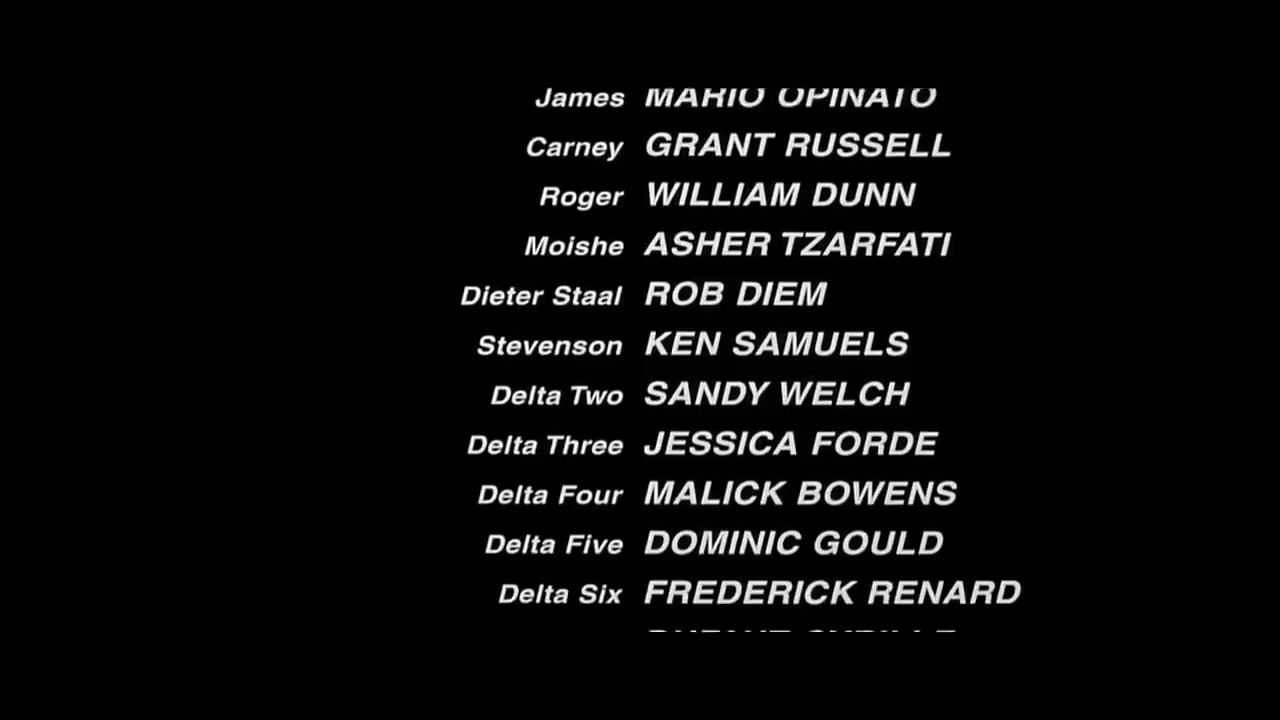 James MARIO OPINATO
Carney GRANT RUSSELL
Roger WILLIAM DUNN
Moishe ASHER TZARFATI
Dieter Staal ROB DIEM
Stevenson KEN SAMUELS
Delta Two SANDY WELCH
Delta Three JESSICA FORDE
Delta Four MALICK BOWENS
Delta Five DOMINIC GOULD
Delta Six FREDERICK RENARD